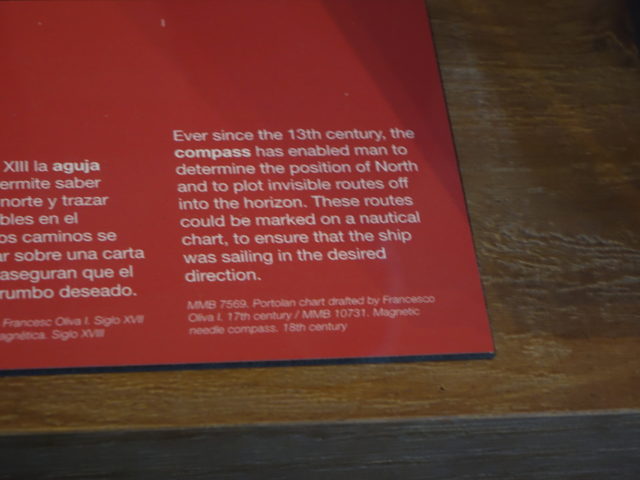 XIII la aguja
ermite saber
norte y trazar
bles en el
os caminos se
ar sobre una carta
aseguran que el
rumbo deseado.
Francesc Oliva I. Siglo XVII
agnética. Siglo XVIII
Ever since the 13th century, the
compass has enabled man to
determine the position of North
and to plot invisible routes off
into the horizon. These routes
could be marked on a nautical
chart, to ensure that the ship
was sailing in the desired
direction.
MMB 7569. Portolan chart drafted by Francesco
Oliva I. 17th century / MMB 10731. Magnetic
needle compass. 18th century